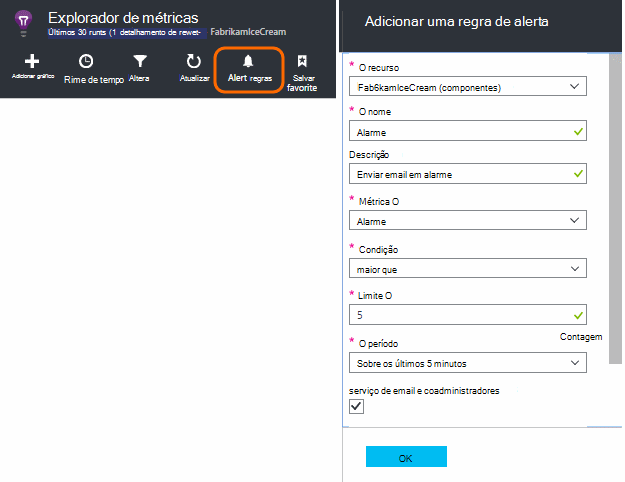 Explorador de métricas
Últimos 30 runts (1 detalhamento de rewet- FabrikamIceCream
Adicionar gráfico
Rime de tempo
Altera
Atualizar
Alert regras
Salvar
favorite
Adicionar uma regra de alerta
* O recurso
Fab6kamIceCream (componentes)
* O nome
Alarme
Descrição
Enviar email em alarme
* Métrica O
Alarme
* Condição
maior que
* Limite O
5
Contagem
* O período
Sobre os últimos 5 minutos
serviço de email e coadministradores
OK